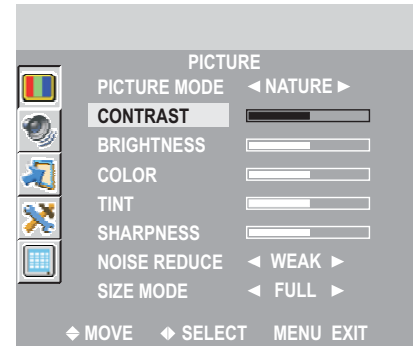 PICTURE
PICTURE MODE ◄ NATURE ►
CONTRAST
BRIGHTNESS
COLOR
TINT
SHARPNESS
NOISE REDUCE ◄ WEAK ►
SIZE MODE ◄ FULL ►
MOVE SELECT MENU EXIT